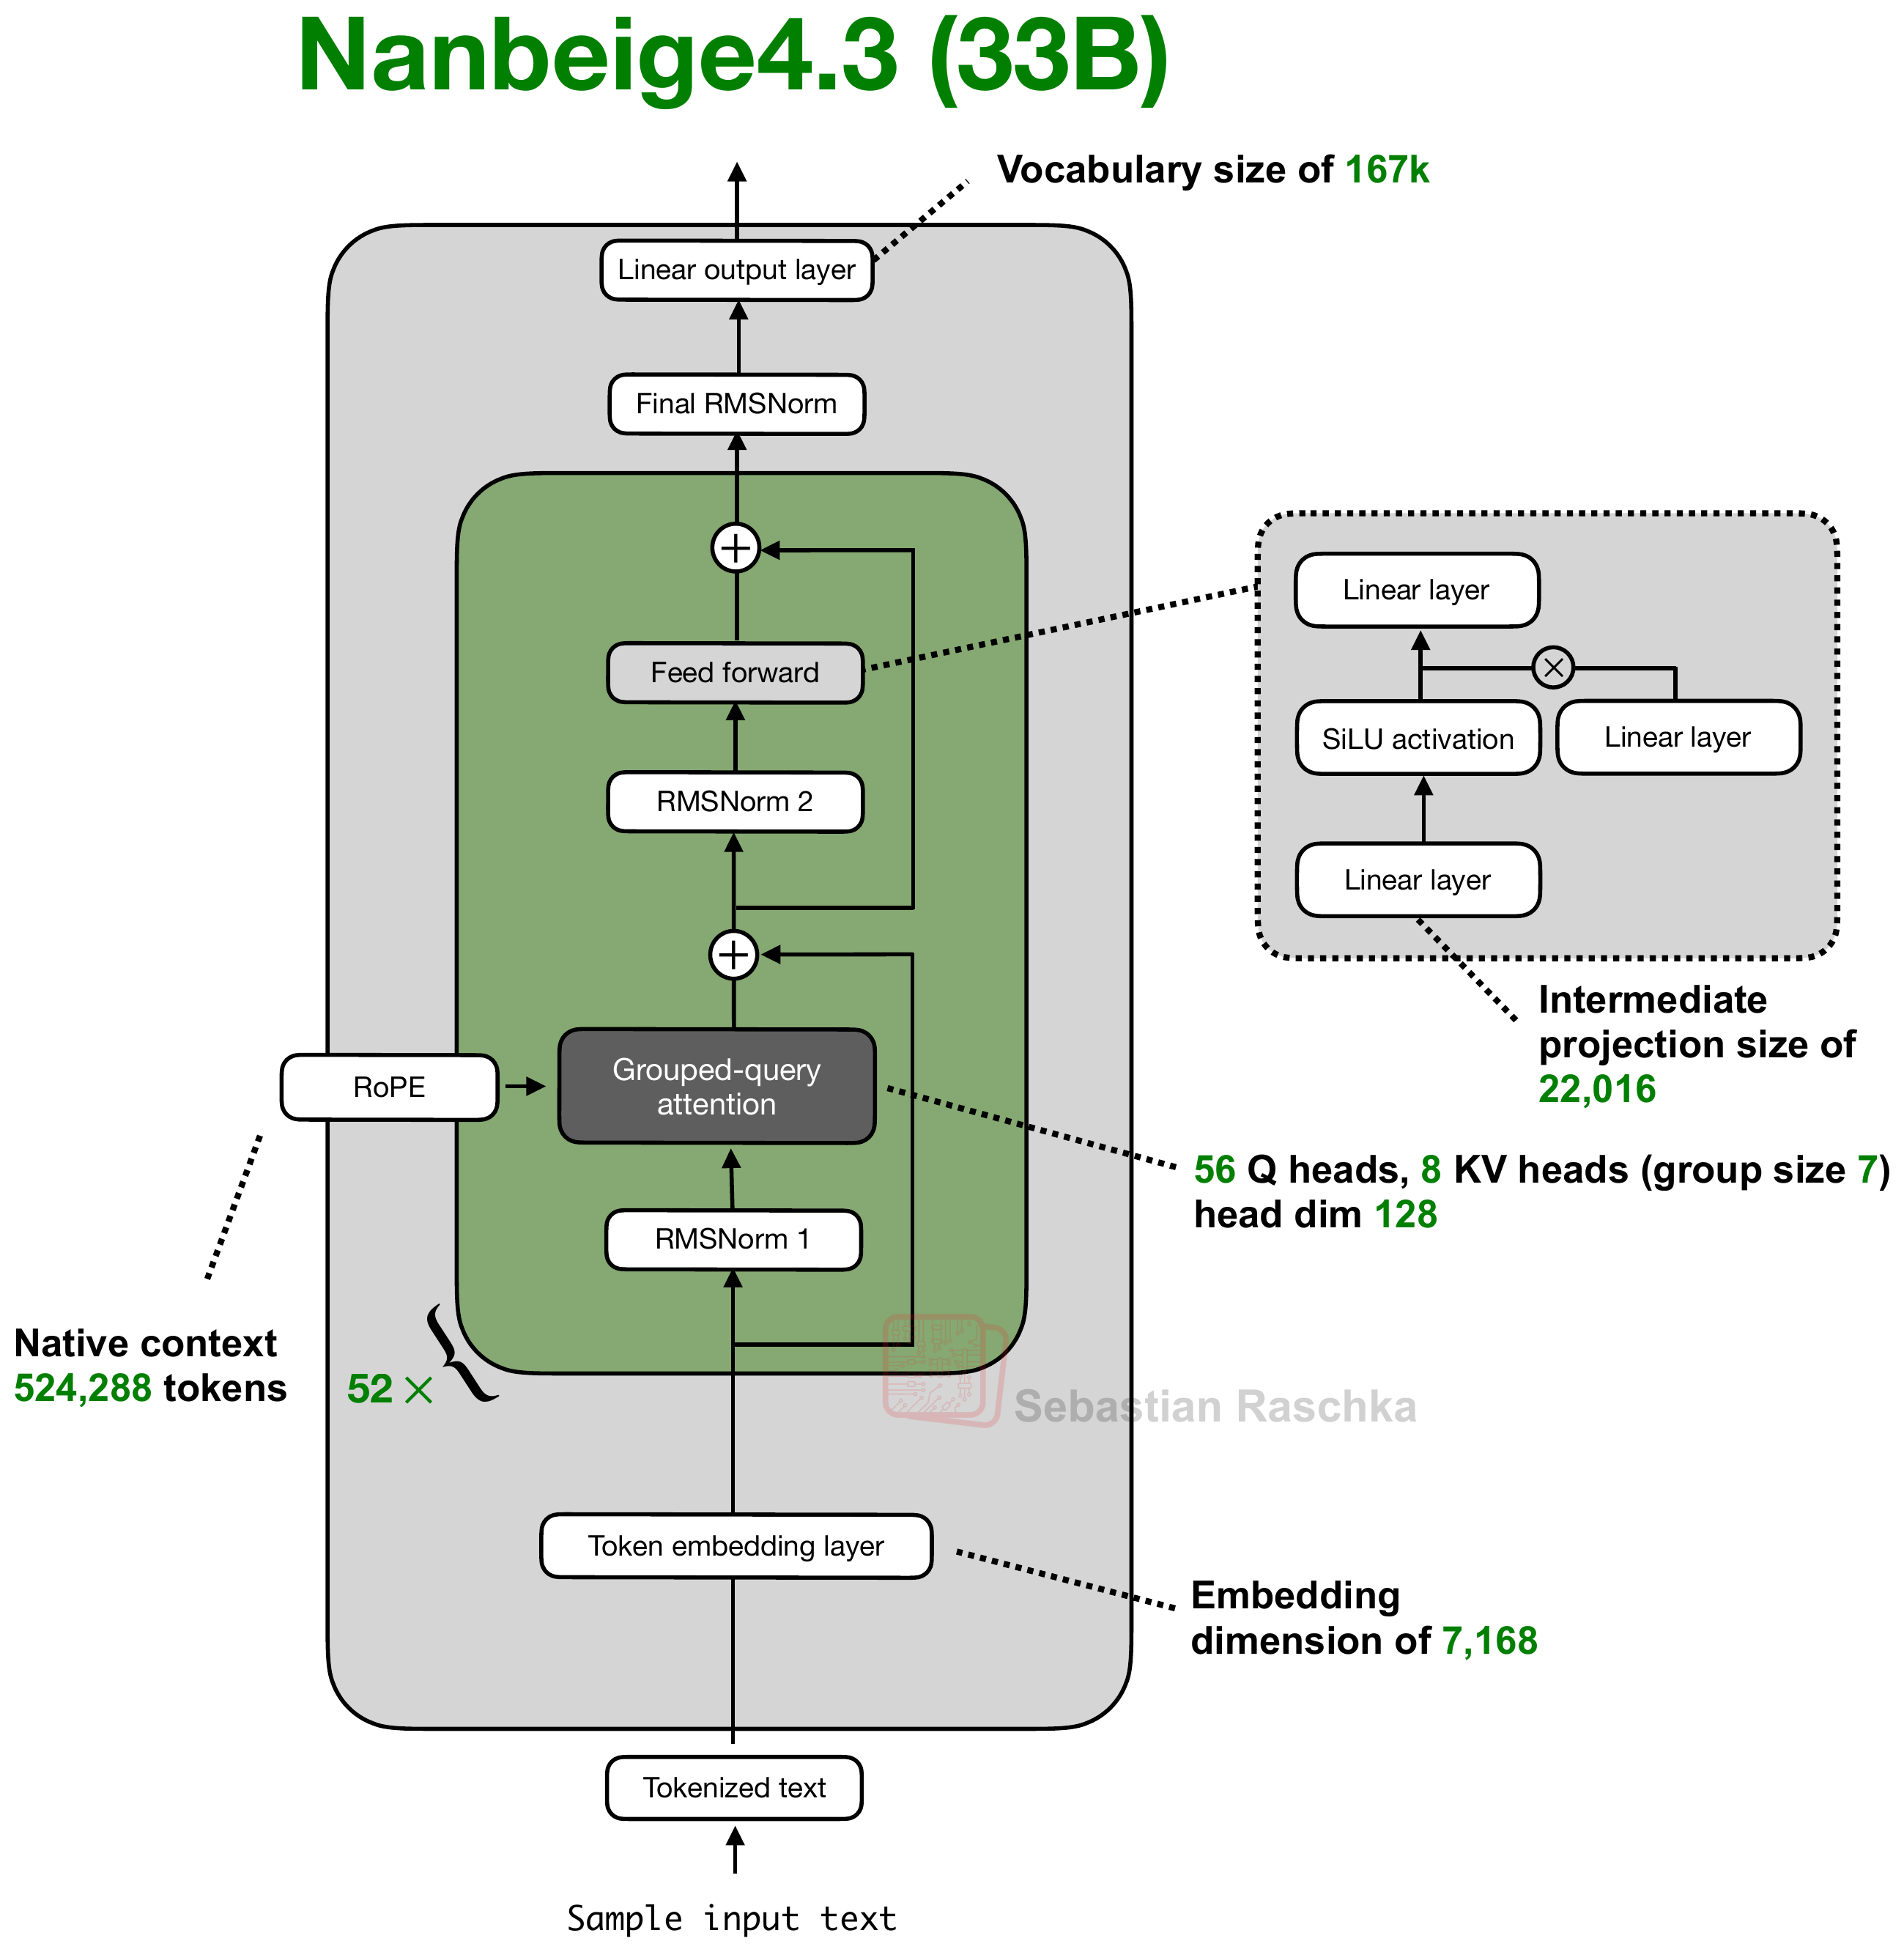 Nanbeige4.3 (33B)
Vocabulary size of 167k
Linear output layer
Final RMSNorm
Feed forward
RMSNorm 2
Grouped-query
attention
RoPE
RMSNorm 1
Linear layer
SiLU activation
Linear layer
Linear layer
Intermediate
projection size of
22,016
56 Q heads, 8 KV heads (group size 7)
head dim 128
Native context
524,288 tokens
52 ×
Sebastian Raschka
Token embedding layer
Embedding
dimension of 7,168
Tokenized text
Sample input text